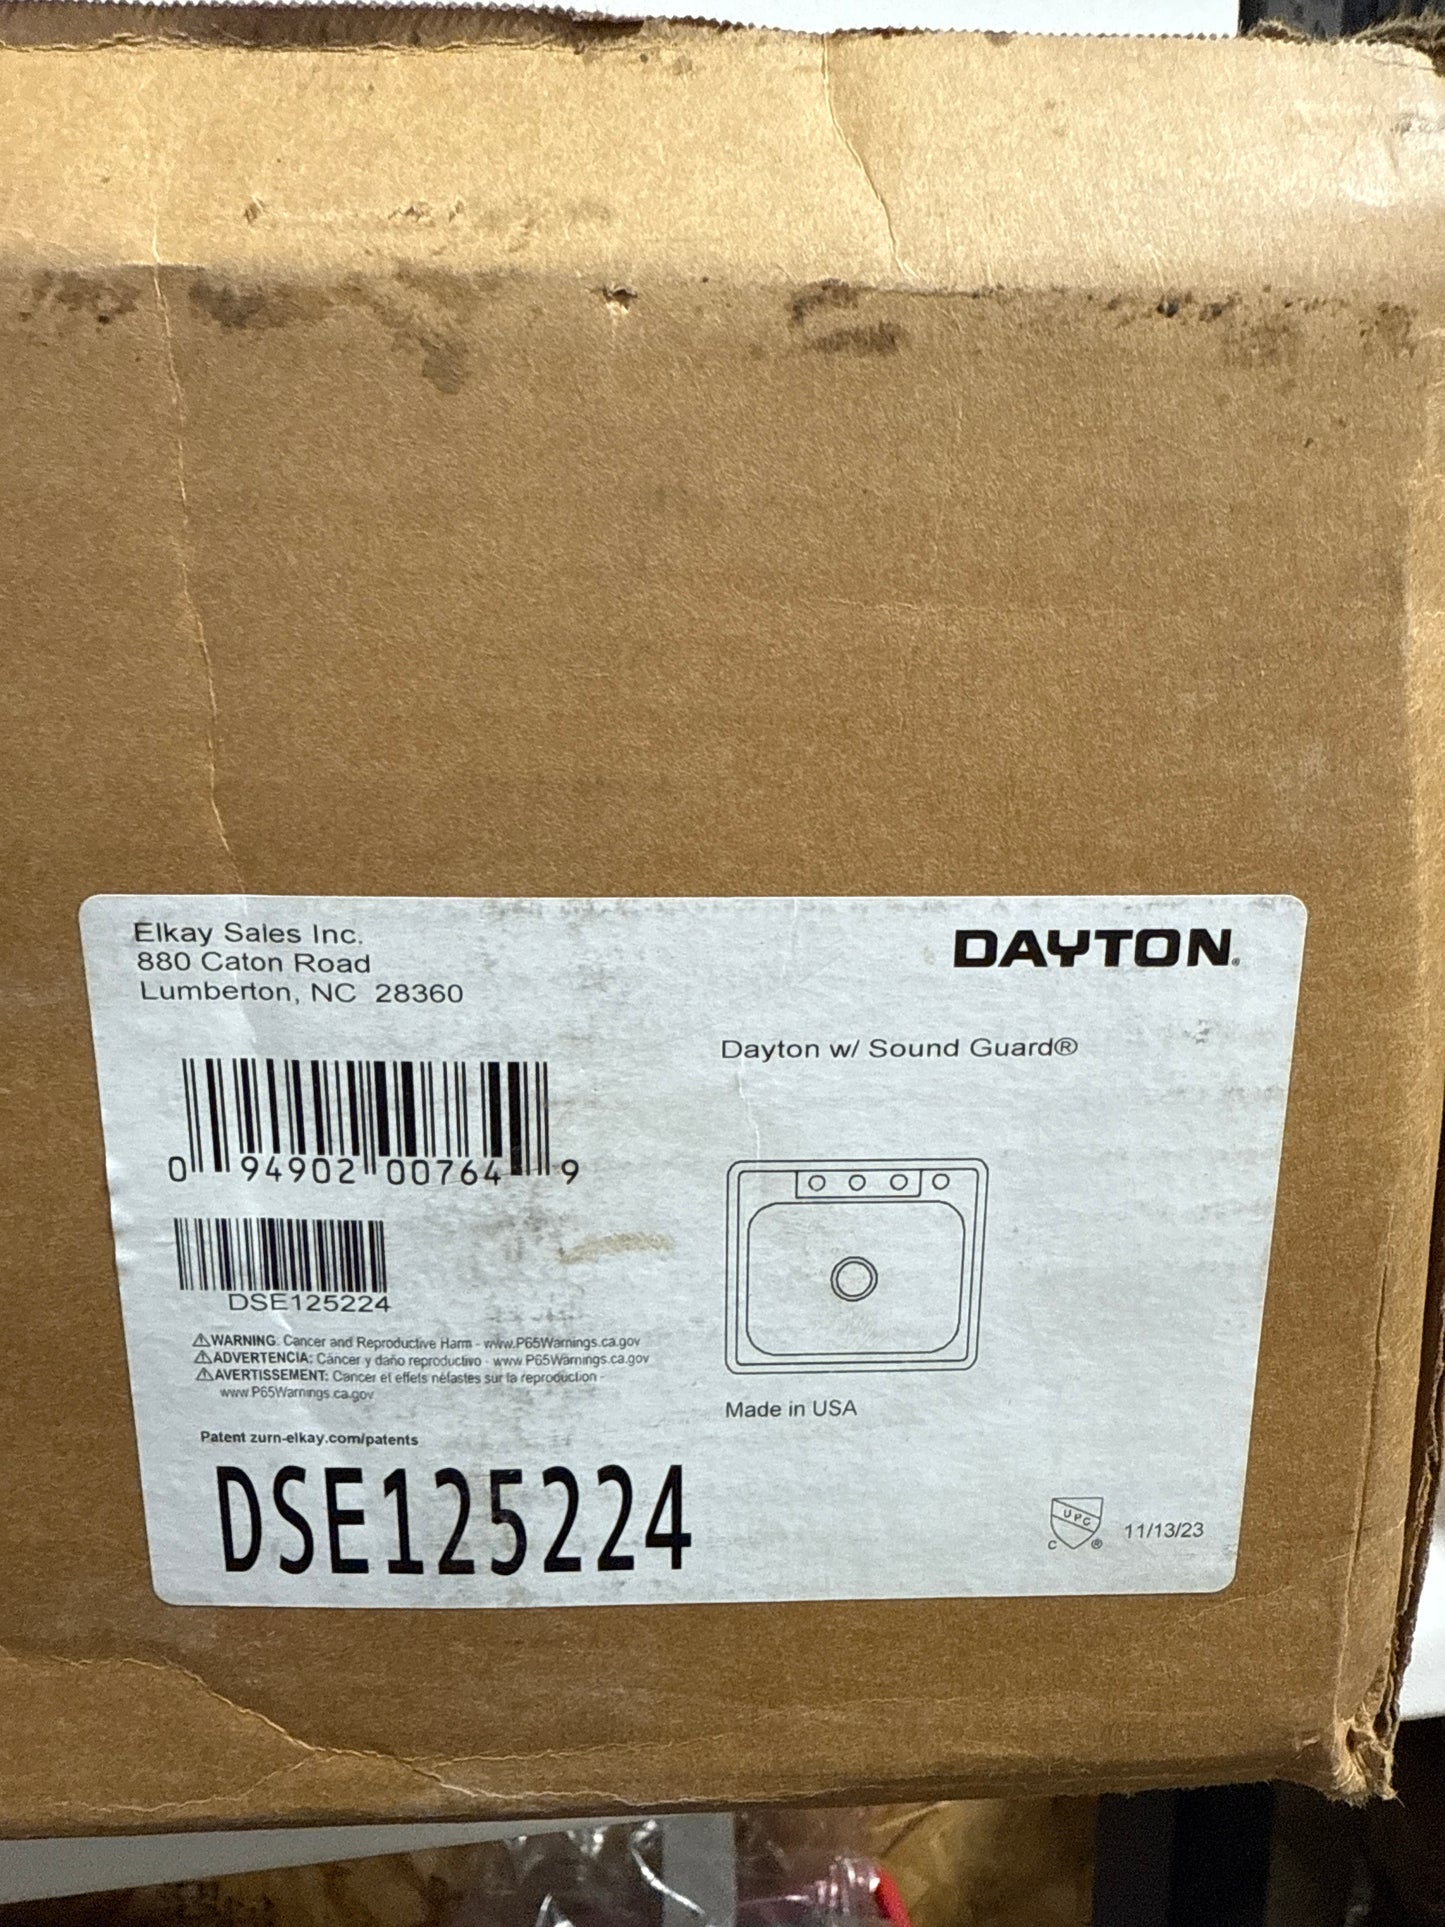 Elkay Sales Inc.
880 Caton Road
Lumberton, NC 28360
DAYTON®
Dayton w/ Sound Guard®
0 94902 00764 9
DSE125224
⚠WARNING: Cancer and Reproductive Harm - www.P65Warnings.ca.gov
⚠ADVERTENCIA: Cáncer y daño reproductivo - www.P65Warnings.ca.gov
⚠AVERTISSEMENT: Cancer et effets néfastes sur la reproduction -
www.P65Warnings.ca.gov
Made in USA
Patent zurn-elkay.com/patents
DSE125224
UPC
C ®
11/13/23